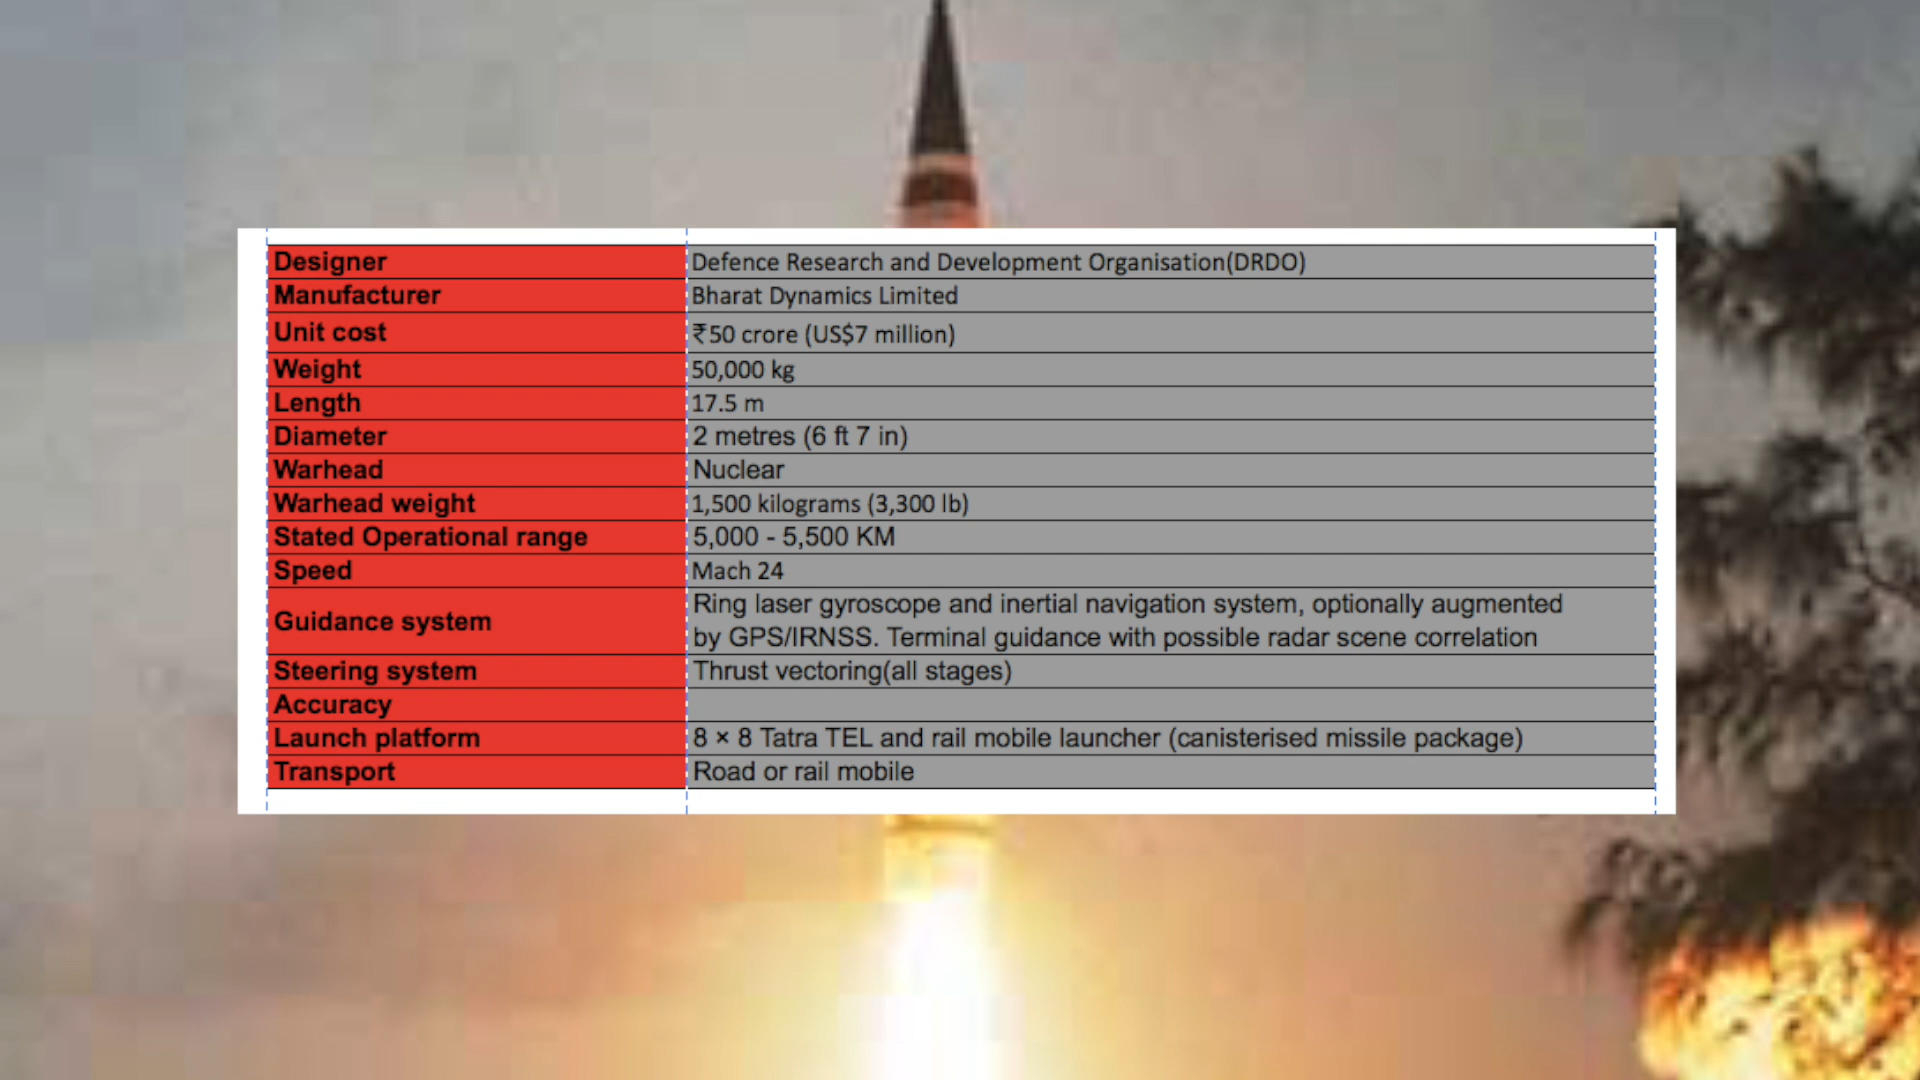 Designer Defence Research and Development Organisation(DRDO)
Manufacturer Bharat Dynamics Limited
Unit cost ₹50 crore (US$7 million)
Weight 50,000 kg
Length 17.5 m
Diameter 2 metres (6 ft 7 in)
Warhead Nuclear
Warhead weight 1,500 kilograms (3,300 lb)
Stated Operational range 5,000 - 5,500 KM
Speed Mach 24
Guidance system Ring laser gyroscope and inertial navigation system, optionally augmented
by GPS/IRNSS. Terminal guidance with possible radar scene correlation
Steering system Thrust vectoring(all stages)
Accuracy
Launch platform 8 × 8 Tatra TEL and rail mobile launcher (canisterised missile package)
Transport Road or rail mobile